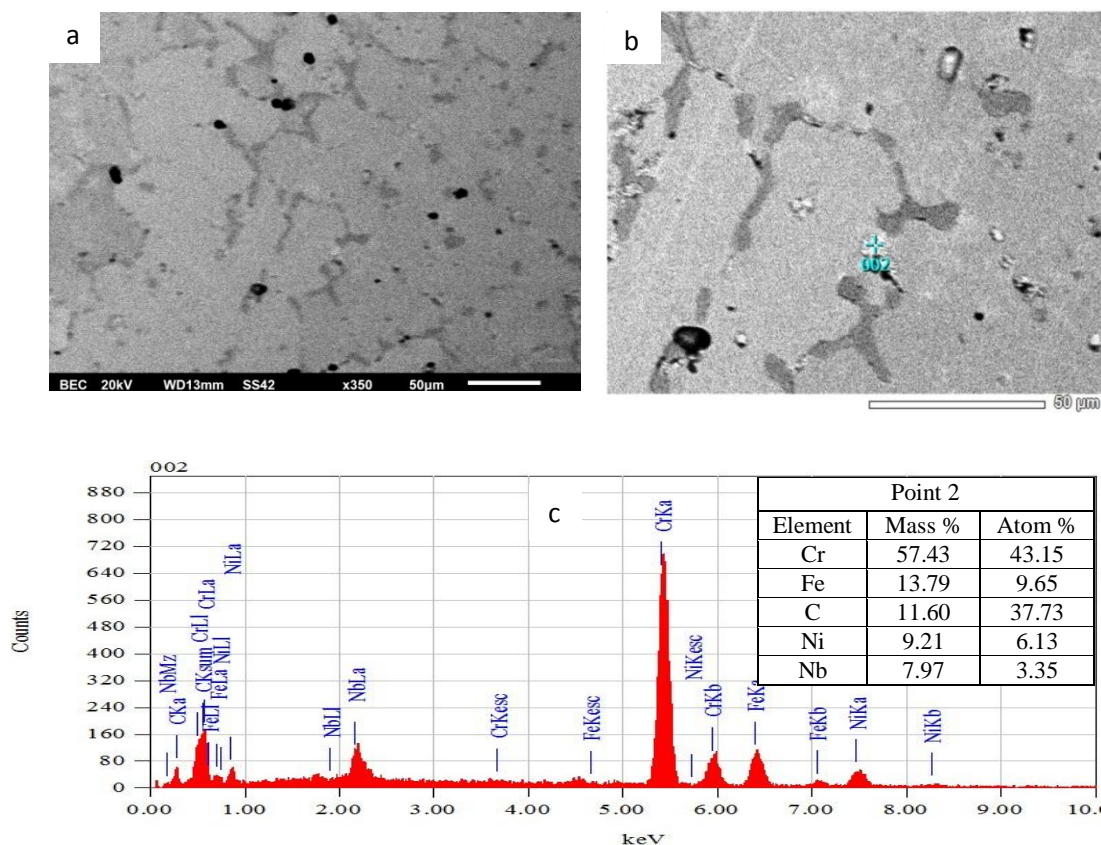 a
b
BEC 20kV WD13mm SS42 x350 50µm
002
50 µm
002
c
Counts
880
800
720
640
560
480
400
320
240
160
80
0
0.00 1.00 2.00 3.00 4.00 5.00 6.00 7.00 8.00 9.00 10.0
keV
NbMz
CKa
CKsum
CrLl
CrLa
FeLl
FeLa
NiLl
NiLa
NbLl
NbLa
CrKesc
FeKesc
CrKa
NiKesc
CrKb
FeKa
FeKb
NiKa
NiKb
Point 2
Element Mass % Atom %
Cr 57.43 43.15
Fe 13.79 9.65
C 11.60 37.73
Ni 9.21 6.13
Nb 7.97 3.35